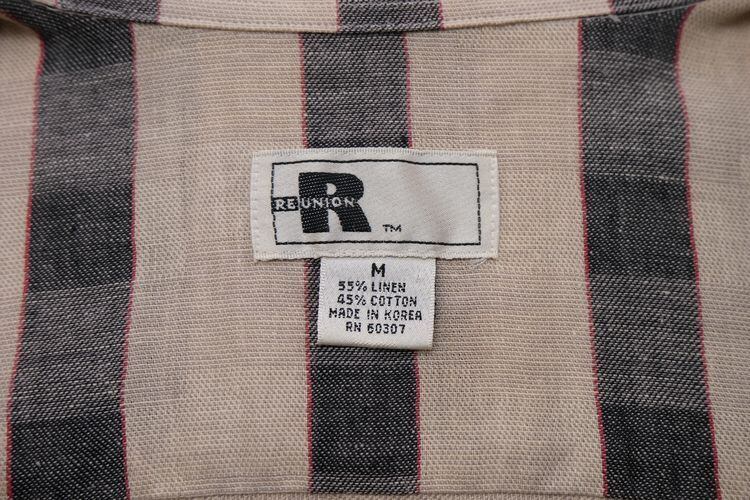 R
REUNION
TM
M
55% LINEN
45% COTTON
MADE IN KOREA
RN 60307